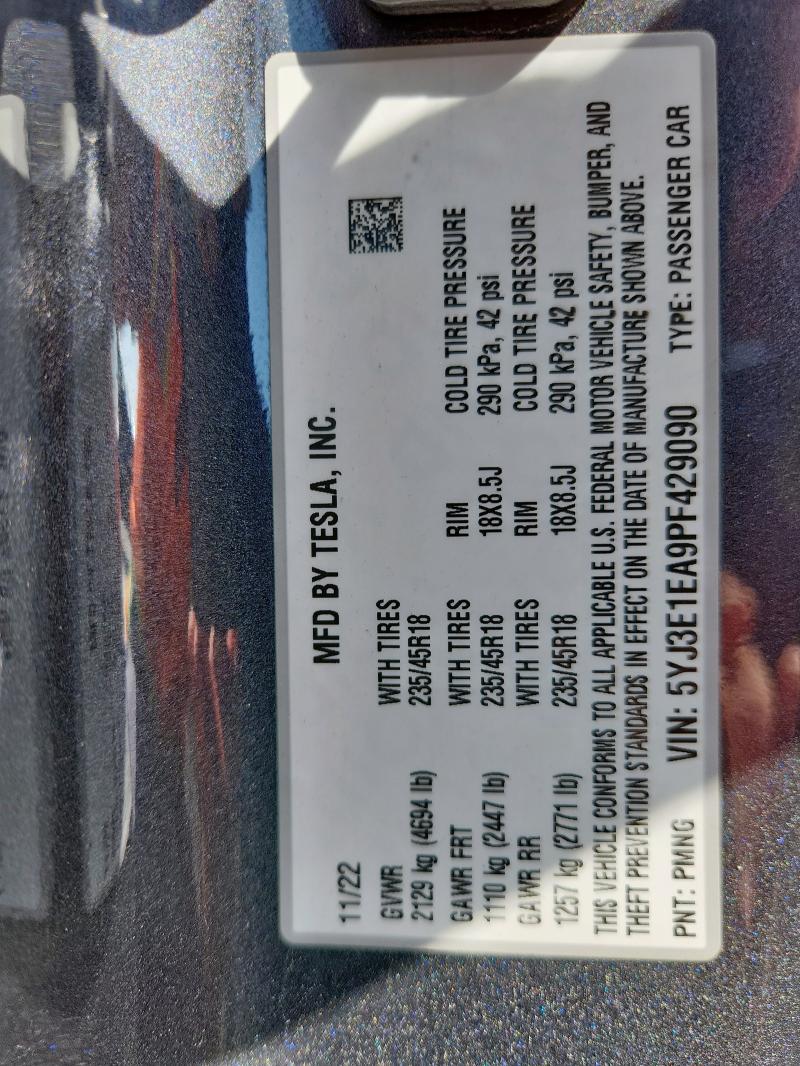 MFD BY TESLA, INC.
11/22
GVWR WITH TIRES
2129 kg (4694 lb) 235/45R18
GAWR FRT WITH TIRES RIM COLD TIRE PRESSURE
1110 kg (2447 lb) 235/45R18 18X8.5J 290 kPa, 42 psi
GAWR RR WITH TIRES RIM COLD TIRE PRESSURE
1257 kg (2771 lb) 235/45R18 18X8.5J 290 kPa, 42 psi
THIS VEHICLE CONFORMS TO ALL APPLICABLE U.S. FEDERAL MOTOR VEHICLE SAFETY, BUMPER, AND
THEFT PREVENTION STANDARDS IN EFFECT ON THE DATE OF MANUFACTURE SHOWN ABOVE.
PNT: PMNG VIN: 5YJ3E1EA9PF429090 TYPE: PASSENGER CAR